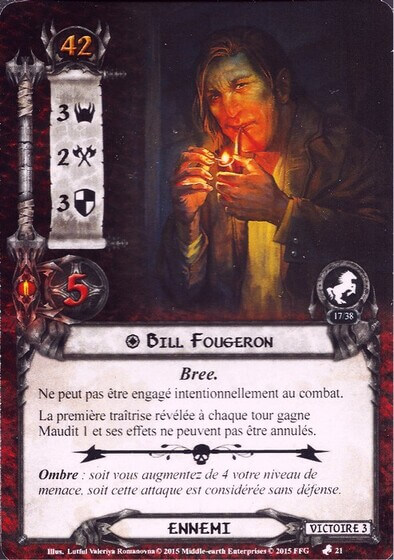 42
3
2
3
5
17/38
Bill Fougeron
Bree.
Ne peut pas être engagé intentionnellement au combat.
La première traîtrise révélée à chaque tour gagne
Maudit 1 et ses effets ne peuvent pas être annulés.
Ombre : soit vous augmentez de 4 votre niveau de
menace, soit cette attaque est considérée sans défense.
ENNEMI
VICTOIRE 3
Illus. Lutful Valeriya Romanovna © 2015 Middle-earth Enterprises © 2015 FFG 21